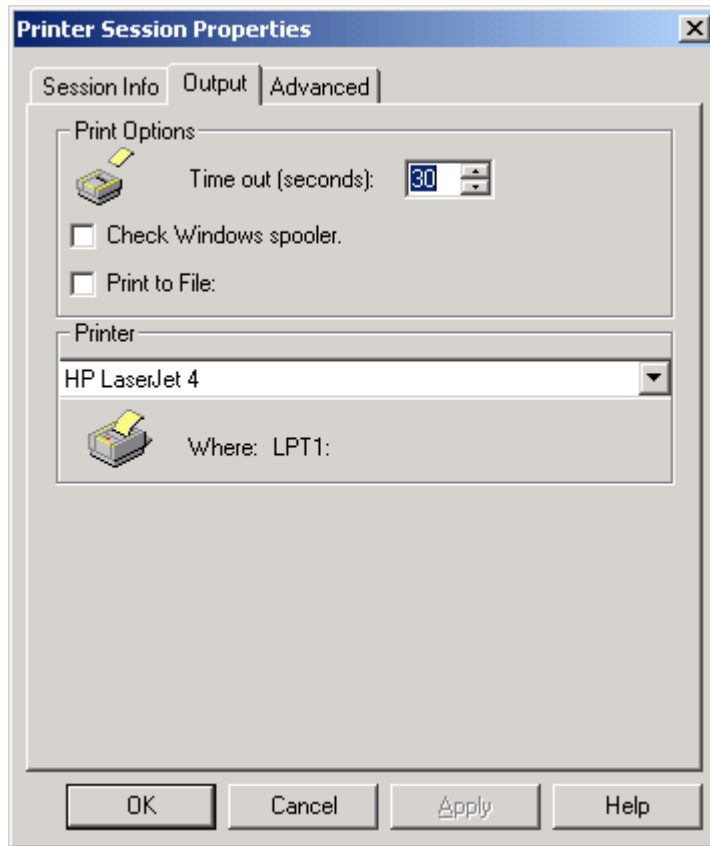 Printer Session Properties
Session Info Output Advanced
Print Options
Time out (seconds): 30
Check Windows spooler.
Print to File:
Printer
HP LaserJet 4
Where: LPT1:
OK Cancel Apply Help